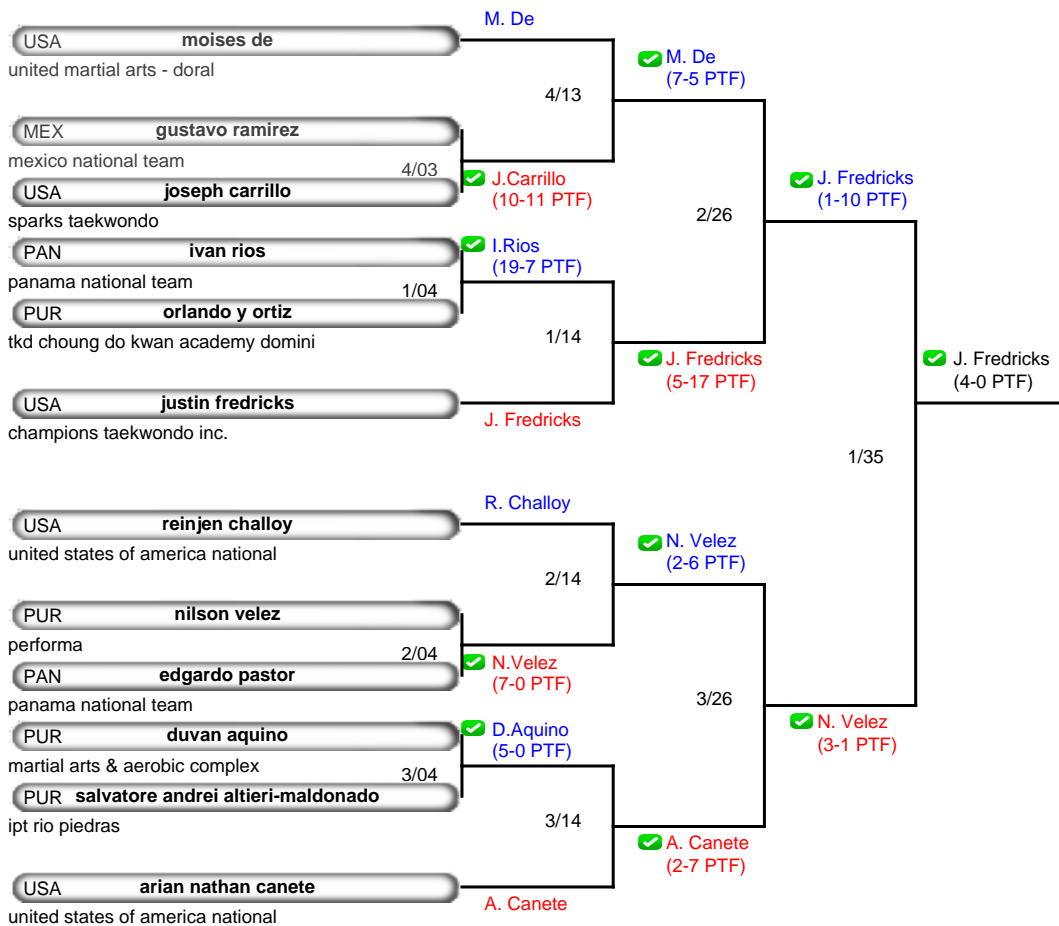 M. De
USA moises de
united martial arts - doral
M. De
(7-5 PTF)
4/13
MEX gustavo ramirez
mexico national team
4/03
J.Carrillo
(10-11 PTF)
USA joseph carrillo
sparks taekwondo
J. Fredricks
(1-10 PTF)
2/26
PAN ivan rios
panama national team
I.Rios
(19-7 PTF)
1/04
PUR orlando y ortiz
tkd choung do kwan academy domini
1/14
J. Fredricks
(5-17 PTF)
J. Fredricks
(4-0 PTF)
USA justin fredricks
champions taekwondo inc.
J. Fredricks
1/35
R. Challoy
USA reinjen challoy
united states of america national
N. Velez
(2-6 PTF)
2/14
PUR nilson velez
performa
2/04
N.Velez
(7-0 PTF)
PAN edgardo pastor
panama national team
3/26
N. Velez
(3-1 PTF)
PUR duvan aquino
martial arts & aerobic complex
D.Aquino
(5-0 PTF)
3/04
PUR salvatore andrei altieri-maldonado
ipt rio piedras
3/14
A. Canete
(2-7 PTF)
USA arian nathan canete
united states of america national
A. Canete